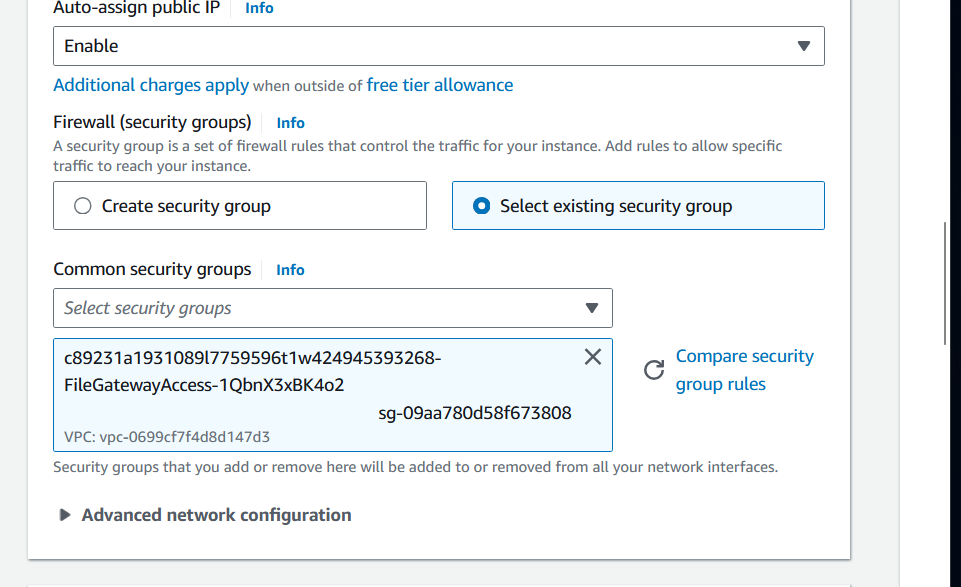 Auto-assign public IP Info
Enable
Additional charges apply when outside of free tier allowance
Firewall (security groups) Info
A security group is a set of firewall rules that control the traffic for your instance. Add rules to allow specific
traffic to reach your instance.
Create security group
Select existing security group
Common security groups Info
Select security groups
c89231a1931089l7759596t1w424945393268-
FileGatewayAccess-1QbnX3xBK4o2
sg-09aa780d58f673808
VPC: vpc-0699cf7f4d8d147d3
Compare security
group rules
Security groups that you add or remove here will be added to or removed from all your network interfaces.
Advanced network configuration